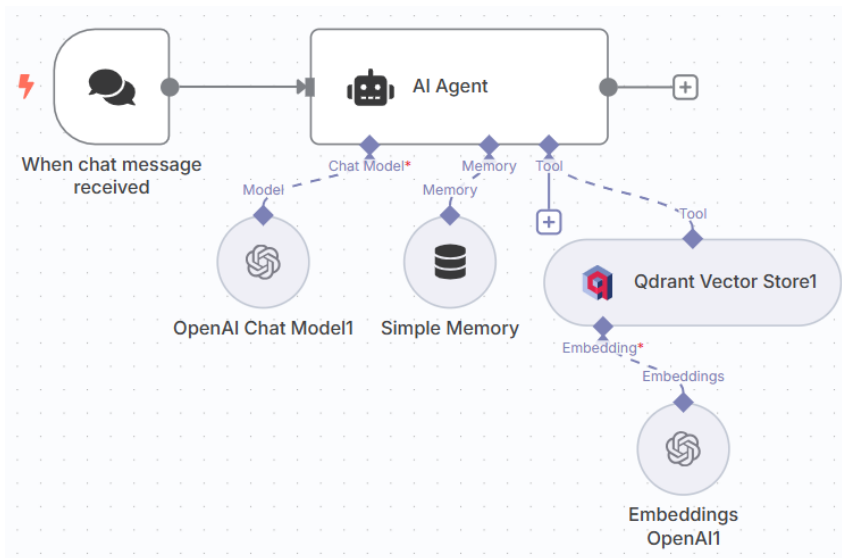 AI Agent
When chat message
received
Chat Model*
Memory
Tool
Model
Memory
Tool
OpenAI Chat Model1
Simple Memory
Qdrant Vector Store1
Embedding*
Embeddings
Embeddings
OpenAI1